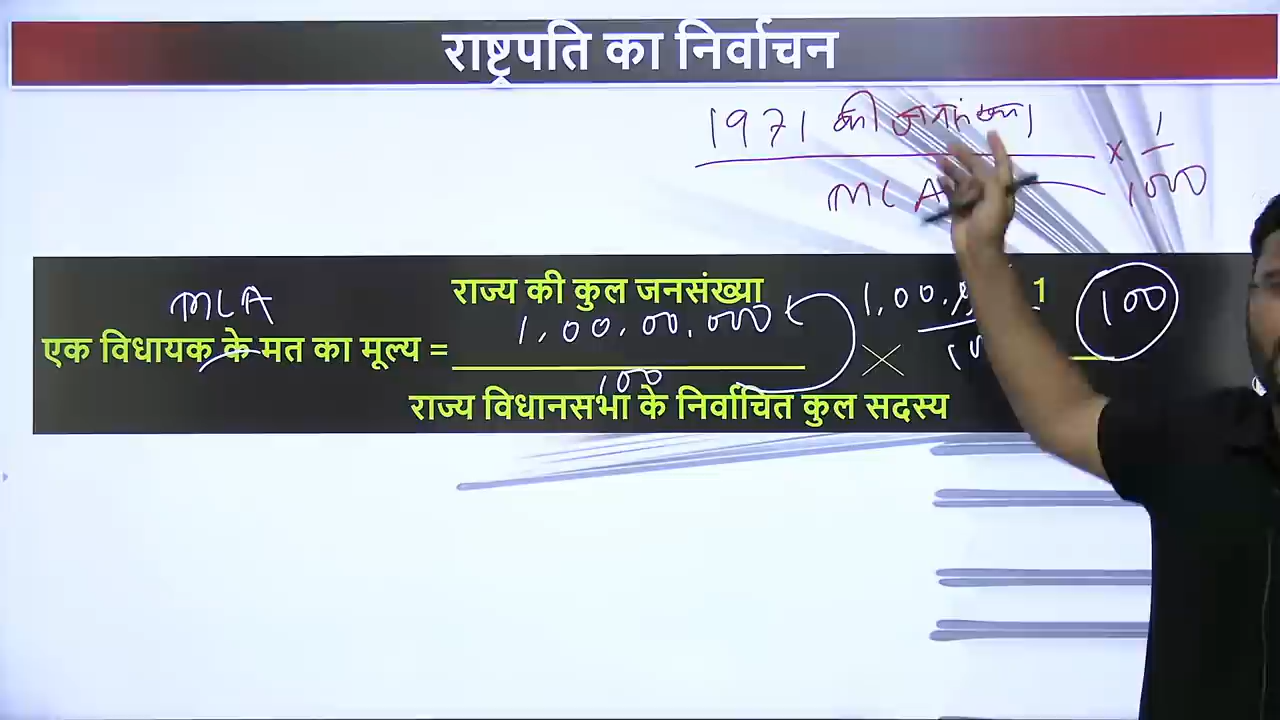 राष्ट्रपति का निर्वाचन
1971 की जनसंख्या
× 1
MLA
1000
MLA
राज्य की कुल जनसंख्या
1,00,00,000
1
100
एक विधायक के मत का मूल्य =
×
100
राज्य विधानसभा के निर्वाचित कुल सदस्य